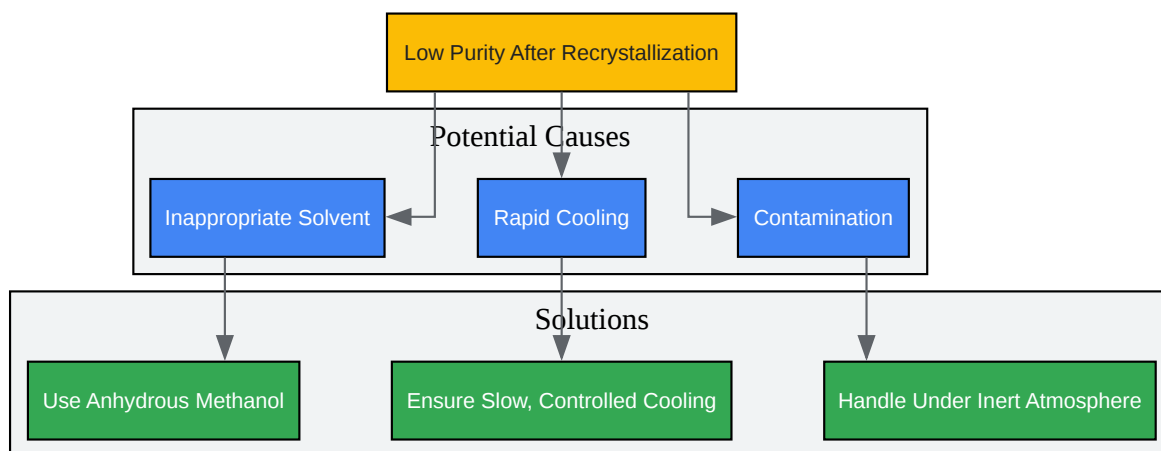 Low Purity After Recrystallization
Potential Causes
Inappropriate Solvent
Rapid Cooling
Contamination
Solutions
Use Anhydrous Methanol
Ensure Slow, Controlled Cooling
Handle Under Inert Atmosphere